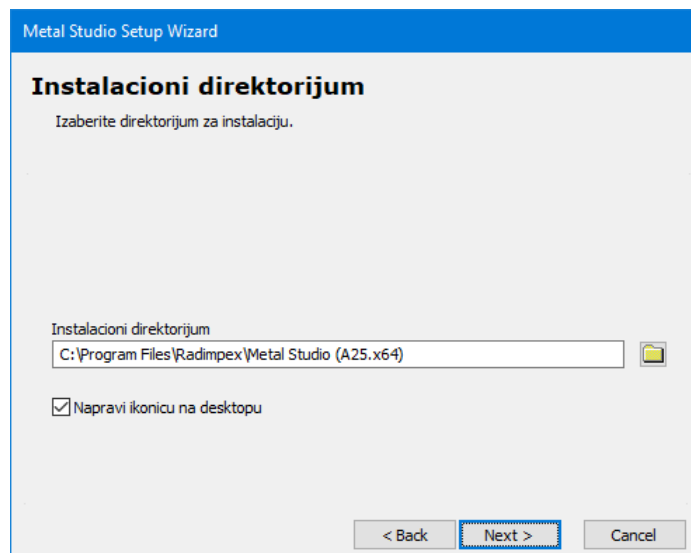 Metal Studio Setup Wizard
Instalacioni direktorijum
Izaberite direktorijum za instalaciju.
Instalacioni direktorijum
C:\Program Files\Radimpex\Metal Studio (A25.x64)
Napravi ikonicu na desktopu
< Back Next > Cancel